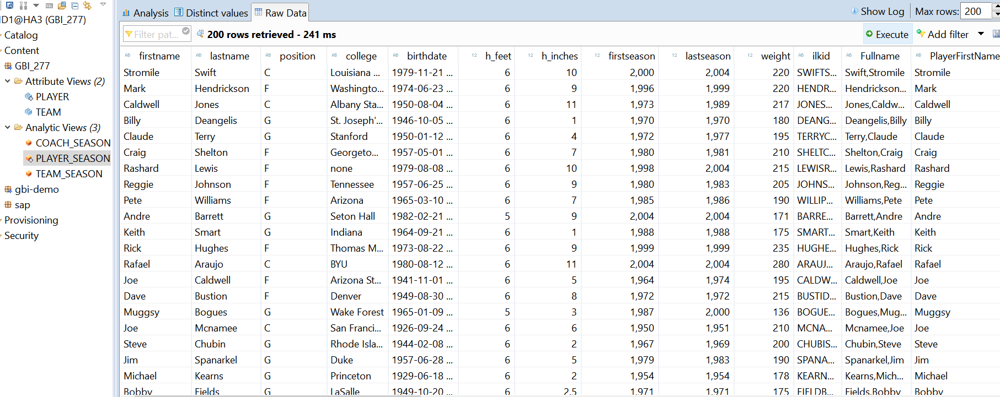 Analysis Distinct values Raw Data Show Log Max rows: 200
D1@HA3 (GBI_277)
Filter pat... 200 rows retrieved - 241 ms Execute Add filter
Catalog
Content
GBI_277
Attribute Views (2)
PLAYER
TEAM
Analytic Views (3)
COACH_SEASON
PLAYER_SEASON
TEAM_SEASON
gbi-demo
sap
Provisioning
Security
AB firstname AB lastname AB position AB college AB birthdate 12 h_feet 12 h_inches 12 firstseason 12 lastseason 12 weight AB ilkid AB Fullname AB PlayerFirstName
Stromile Swift C Louisiana ... 1979-11-21 ... 6 10 2,000 2,004 220 SWIFTS... Swift,Stromile Stromile
Mark Hendrickson F Washingto... 1974-06-23 ... 6 9 1,996 1,999 220 HENDR... Hendrickson... Mark
Caldwell Jones C Albany Sta... 1950-08-04 ... 6 11 1,973 1,989 217 JONES... Jones,Caldw... Caldwell
Billy Deangelis G St. Joseph'... 1946-10-05 ... 6 1 1,970 1,970 180 DEANG... Deangelis,Billy Billy
Claude Terry G Stanford 1950-01-12 ... 6 4 1,972 1,977 195 TERRYC... Terry,Claude Claude
Craig Shelton F Georgeto... 1957-05-01 ... 6 7 1,980 1,981 210 SHELTC... Shelton,Craig Craig
Rashard Lewis F none 1979-08-08 ... 6 10 1,998 2,004 215 LEWISR... Lewis,Rashard Rashard
Reggie Johnson F Tennessee 1957-06-25 ... 6 9 1,980 1,983 205 JOHNS... Johnson,Reg... Reggie
Pete Williams F Arizona 1965-03-10 ... 6 7 1,985 1,986 190 WILLIP... Williams,Pete Pete
Andre Barrett G Seton Hall 1982-02-21 ... 5 9 2,004 2,004 171 BARRE... Barrett,Andre Andre
Keith Smart G Indiana 1964-09-21 ... 6 1 1,988 1,988 175 SMART... Smart,Keith Keith
Rick Hughes F Thomas M... 1973-08-22 ... 6 9 1,999 1,999 235 HUGHE... Hughes,Rick Rick
Rafael Araujo C BYU 1980-08-12 ... 6 11 2,004 2,004 280 ARAUJ... Araujo,Rafael Rafael
Joe Caldwell F Arizona St... 1941-11-01 ... 6 5 1,964 1,974 195 CALDW... Caldwell,Joe Joe
Dave Bustion F Denver 1949-08-30 ... 6 8 1,972 1,972 215 BUSTID... Bustion,Dave Dave
Muggsy Bogues G Wake Forest 1965-01-09 ... 5 3 1,987 2,000 136 BOGUE... Bogues,Mug... Muggsy
Joe Mcnamee C San Franci... 1926-09-24 ... 6 6 1,950 1,951 210 MCNA... Mcnamee,Joe Joe
Steve Chubin G Rhode Isla... 1944-02-08 ... 6 2 1,967 1,969 200 CHUBIS... Chubin,Steve Steve
Jim Spanarkel G Duke 1957-06-28 ... 6 5 1,979 1,983 190 SPANA... Spanarkel,Jim Jim
Michael Kearns G Princeton 1929-06-18 ... 6 2 1,954 1,954 178 KEARN... Kearns,Mich... Michael
Bobby Fields G LaSalle 1949-10-20 ... 6 2.5 1,971 1,971 175 FIELDB... Fields,Bobby Bobby